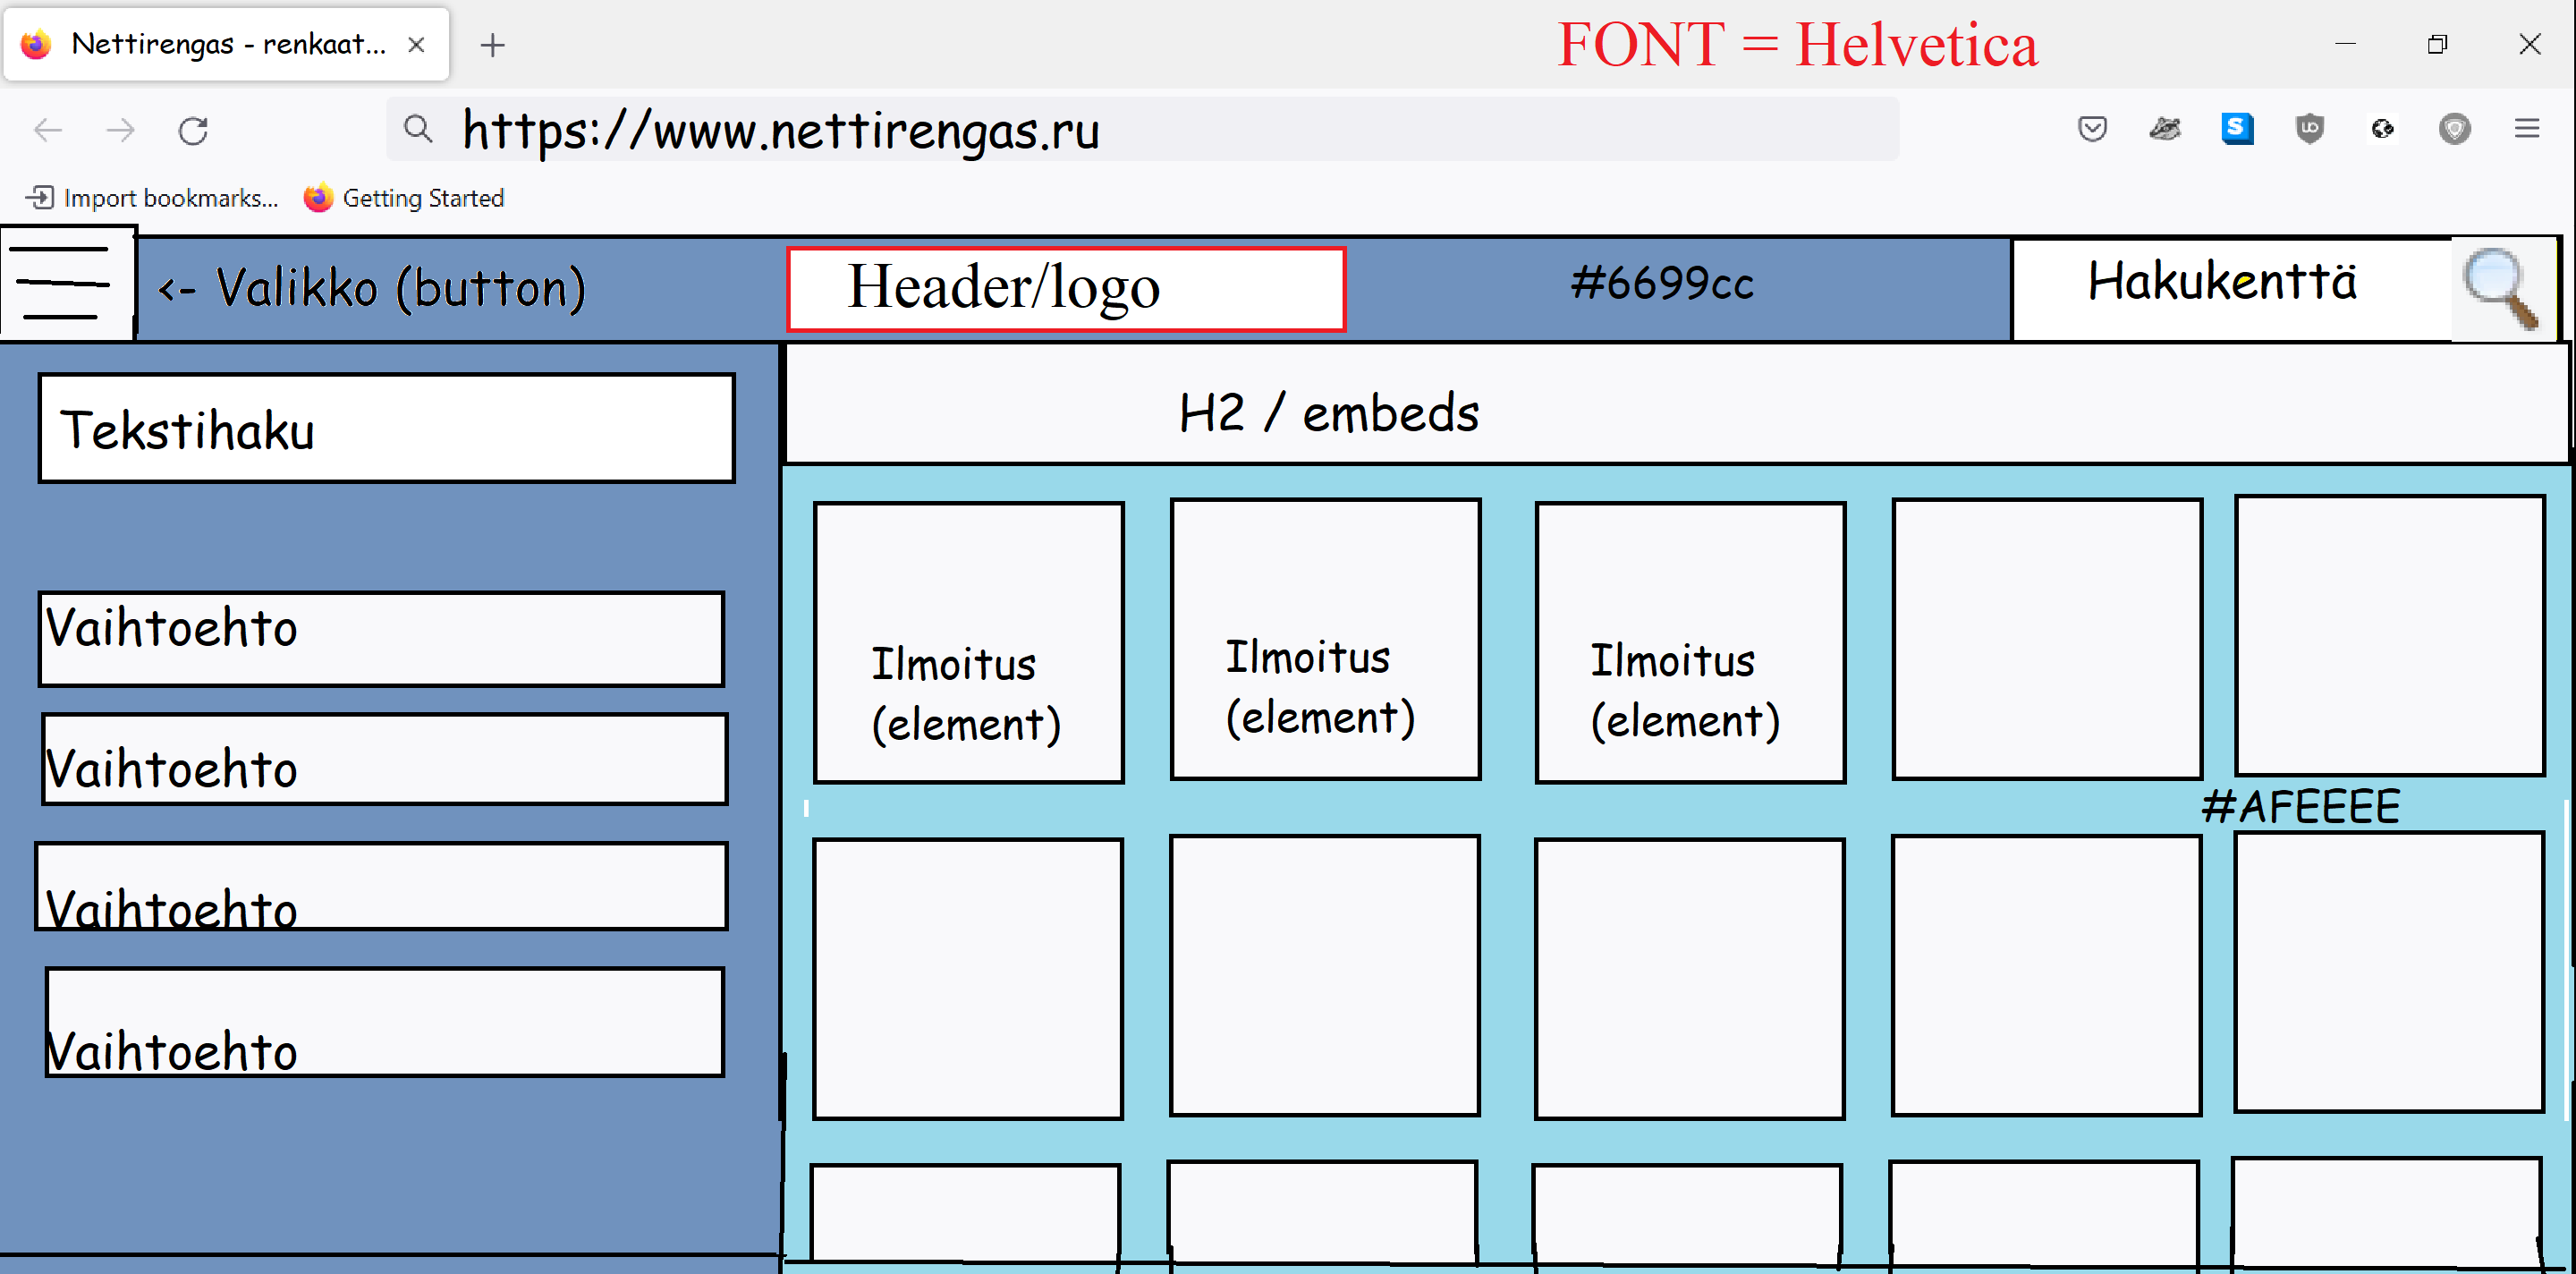 Nettirengas - renkaat...
FONT = Helvetica
https://www.nettirengas.ru
Import bookmarks...
Getting Started
<- Valikko (button)
Header/logo
#6699cc
Hakukenttä
Tekstihaku
H2 / embeds
Vaihtoehto
Vaihtoehto
Vaihtoehto
Vaihtoehto
Ilmoitus
(element)
Ilmoitus
(element)
Ilmoitus
(element)
#AFEEEE